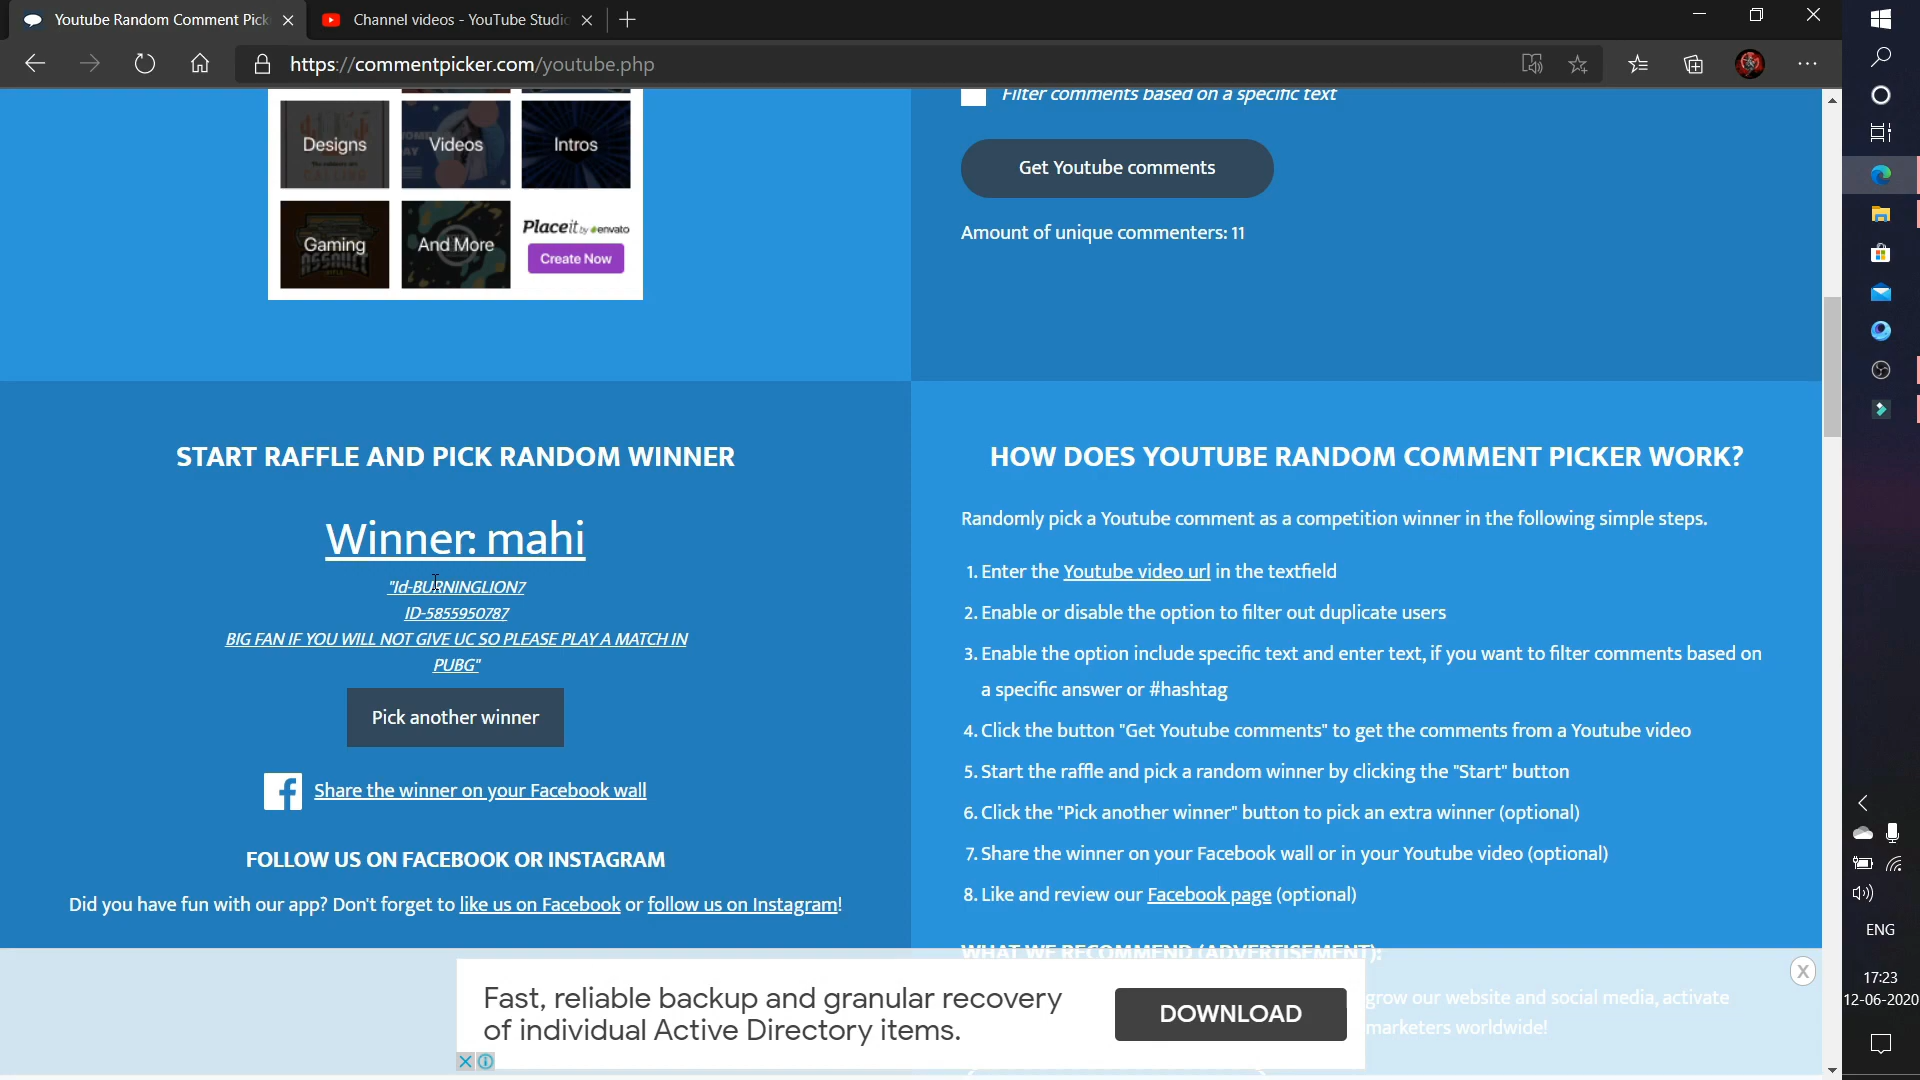 Youtube Random Comment Pick
Channel videos - YouTube Studio
https://commentpicker.com/youtube.php
Designs
Videos
Intros
Gaming
And More
Placeit by envato
Create Now
Filter comments based on a specific text
Get Youtube comments
Amount of unique commenters: 11
START RAFFLE AND PICK RANDOM WINNER
Winner: mahi
"Id-BURNINGLION7
ID-5855950787
BIG FAN IF YOU WILL NOT GIVE UC SO PLEASE PLAY A MATCH IN
PUBG"
Pick another winner
Share the winner on your Facebook wall
FOLLOW US ON FACEBOOK OR INSTAGRAM
Did you have fun with our app? Don't forget to like us on Facebook or follow us on Instagram!
HOW DOES YOUTUBE RANDOM COMMENT PICKER WORK?
Randomly pick a Youtube comment as a competition winner in the following simple steps.
1. Enter the Youtube video url in the textfield
2. Enable or disable the option to filter out duplicate users
3. Enable the option include specific text and enter text, if you want to filter comments based on
a specific answer or #hashtag
4. Click the button "Get Youtube comments" to get the comments from a Youtube video
5. Start the raffle and pick a random winner by clicking the "Start" button
6. Click the "Pick another winner" button to pick an extra winner (optional)
7. Share the winner on your Facebook wall or in your Youtube video (optional)
8. Like and review our Facebook page (optional)
WHAT WE RECOMMEND (ADVERTISEMENT):
grow our website and social media, activate
marketers worldwide!
Fast, reliable backup and granular recovery
of individual Active Directory items.
DOWNLOAD
ENG
17:23
12-06-2020